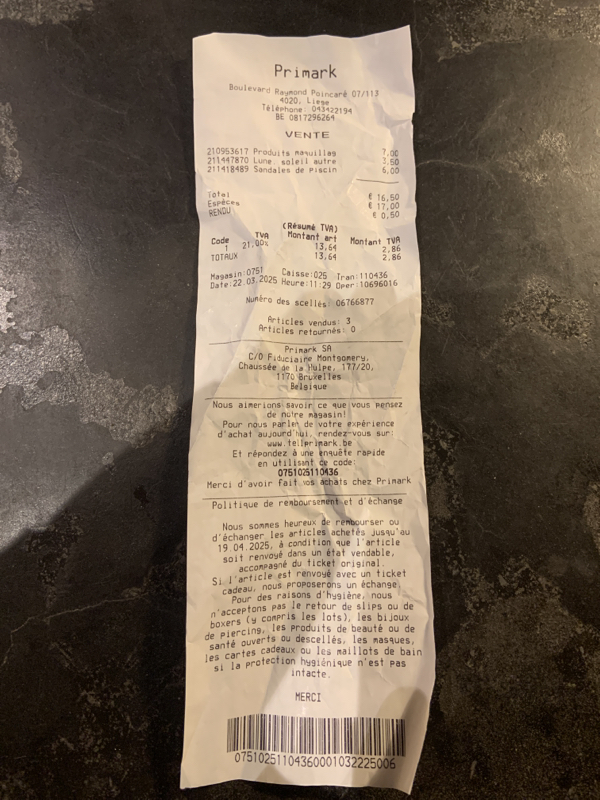 Primark
Boulevard Raymond Poincaré 07/113
4020, Liege
Téléphone: 043422194
BE 0817296264
VENTE
210953617 Produits maquillag 7,00
211447870 Lune. soleil autre 3,50
211418489 Sandales de piscin 6,00
Total € 16,50
Espèces € 17,00
RENDU € 0,50
(Résumé TVA)
Code TVA Montant art Montant TVA
1 21,00% 13,64 2,86
TOTAUX 13,64 2,86
Magasin:0751 Caisse:025 Tran:110436
Date:22.03.2025 Heure:11:29 Oper:10696016
Numéro des scellés: 06766877
Articles vendus: 3
Articles retournés: 0
Primark SA
C/O Fiduciaire Montgomery,
Chaussée de la Hulpe, 177/20,
1170 Bruxelles
Belgique
Nous aimerions savoir ce que vous pensez
de notre magasin!
Pour nous parler de votre expérience
d'achat aujourd'hui, rendez-vous sur:
www.tellprimark.be
Et répondez à une enquête rapide
en utilisant ce code:
0751025110436
Merci d'avoir fait vos achats chez Primark
Politique de remboursement et d'échange
Nous sommes heureux de rembourser ou
d'échanger les articles achetés jusqu'au
19.04.2025, à condition que l'article
soit renvoyé dans un état vendable,
accompagné du ticket original.
Si l'article est renvoyé avec un ticket
cadeau, nous proposerons un échange.
Pour des raisons d'hygiène, nous
n'acceptons pas le retour de slips ou de
boxers (y compris les lots), les bijoux
de piercing, les produits de beauté ou de
santé ouverts ou descellés, les masques,
les cartes cadeaux ou les maillots de bain
si la protection hygiénique n'est pas
intacte.
MERCI
0751025110436000103222​5006